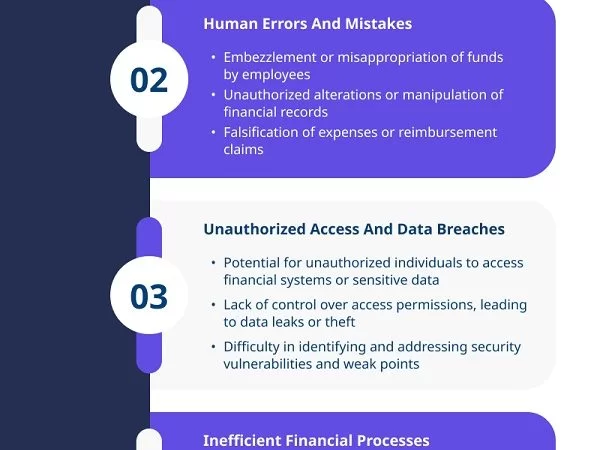 Human Errors And Mistakes
02
• Embezzlement or misappropriation of funds
by employees
• Unauthorized alterations or manipulation of
financial records
• Falsification of expenses or reimbursement
claims
Unauthorized Access And Data Breaches
03
• Potential for unauthorized individuals to access
financial systems or sensitive data
• Lack of control over access permissions, leading
to data leaks or theft
• Difficulty in identifying and addressing security
vulnerabilities and weak points
Inefficient Financial Processes